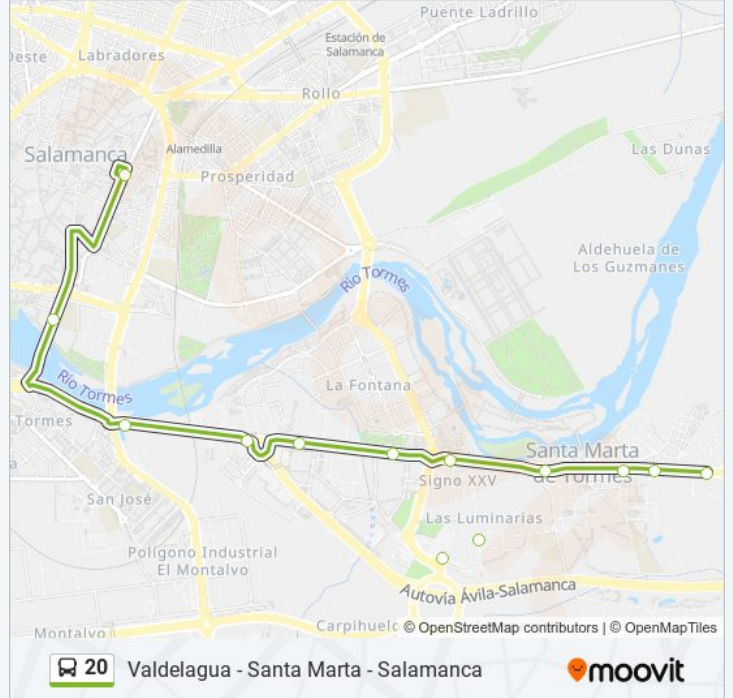 Puente Ladrillo
Estación de
Salamanca
Oeste
Labradores
Rollo
Salamanca
Alamedilla
Las Dunas
Prosperidad
Aldehuela de
Los Guzmanes
Río Tormes
Río Tormes
La Fontana
Tormes
Santa Marta
de Tormes
a
Signo XXV
San José
Las Luminarias
Polígono Industrial
El Montalvo
Autovía Ávila-Salamanca
Carpihuelo
Montalvo
© OpenStreetMap contributors | © OpenMapTiles
20 Valdelagua - Santa Marta - Salamanca
moovit